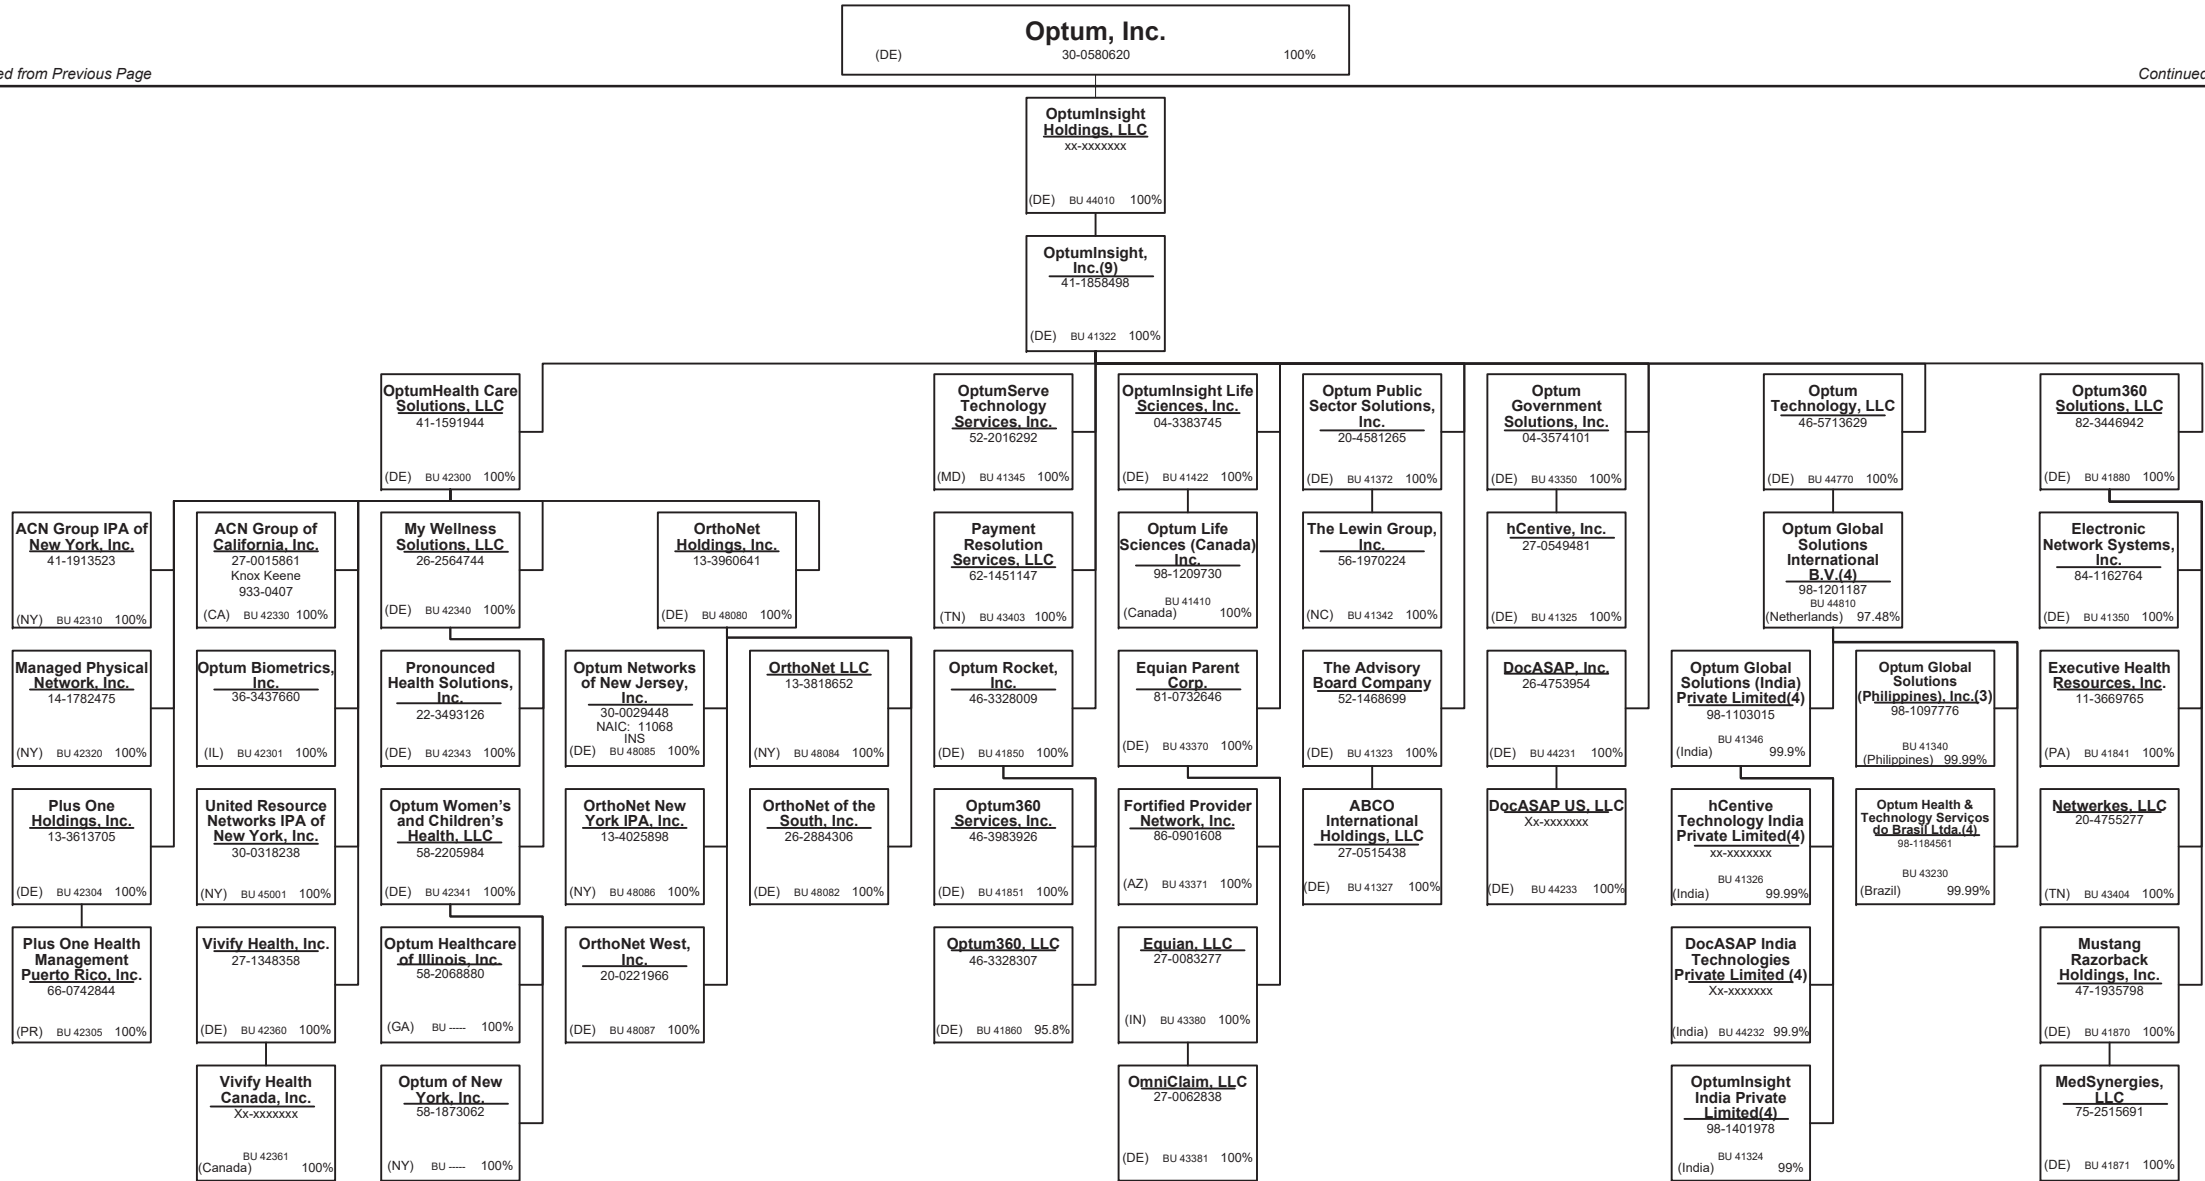 Optum, Inc.
(DE) 30-0580620 100%
ed from Previous Page
Continued
OptumInsight
Holdings, LLC
xx-xxxxxxx
(DE) BU 44010 100%
OptumInsight,
Inc.(9)
41-1858498
(DE) BU 41322 100%
OptumHealth Care
Solutions, LLC
41-1591944
(DE) BU 42300 100%
OptumServe
Technology
Services, Inc.
52-2016292
(MD) BU 41345 100%
OptumInsight Life
Sciences, Inc.
04-3383745
(DE) BU 41422 100%
Optum Public
Sector Solutions,
Inc.
20-4581265
(DE) BU 41372 100%
Optum
Government
Solutions, Inc.
04-3574101
(DE) BU 43350 100%
Optum
Technology, LLC
46-5713629
(DE) BU 44770 100%
Optum360
Solutions, LLC
82-3446942
(DE) BU 41880 100%
ACN Group IPA of
New York, Inc.
41-1913523
(NY) BU 42310 100%
ACN Group of
California, Inc.
27-0015861
Knox Keene
933-0407
(CA) BU 42330 100%
My Wellness
Solutions, LLC
26-2564744
(DE) BU 42340 100%
OrthoNet
Holdings, Inc.
13-3960641
(DE) BU 48080 100%
Payment
Resolution
Services, LLC
62-1451147
(TN) BU 43403 100%
Optum Life
Sciences (Canada)
Inc.
98-1209730
BU 41410
(Canada) 100%
The Lewin Group,
Inc.
56-1970224
(NC) BU 41342 100%
hCentive, Inc.
27-0549481
(DE) BU 41325 100%
Optum Global
Solutions
International
B.V.(4)
98-1201187
BU 44810
(Netherlands) 97.48%
Electronic
Network Systems,
Inc.
84-1162764
(DE) BU 41350 100%
Managed Physical
Network, Inc.
14-1782475
(NY) BU 42320 100%
Optum Biometrics,
Inc.
36-3437660
(IL) BU 42301 100%
Pronounced
Health Solutions,
Inc.
22-3493126
(DE) BU 42343 100%
Optum Networks
of New Jersey,
Inc.
30-0029448
NAIC: 11068
INS
(DE) BU 48085 100%
OrthoNet LLC
13-3818652
(NY) BU 48084 100%
Optum Rocket,
Inc.
46-3328009
(DE) BU 41850 100%
Equian Parent
Corp.
81-0732646
(DE) BU 43370 100%
The Advisory
Board Company
52-1468699
(DE) BU 41323 100%
DocASAP, Inc.
26-4753954
(DE) BU 44231 100%
Optum Global
Solutions (India)
Private Limited(4)
98-1103015
BU 41346
(India) 99.9%
Optum Global
Solutions
(Philippines), Inc.(3)
98-1097776
BU 41340
(Philippines) 99.99%
Executive Health
Resources, Inc.
11-3669765
(PA) BU 41841 100%
Plus One
Holdings, Inc.
13-3613705
(DE) BU 42304 100%
United Resource
Networks IPA of
New York, Inc.
30-0318238
(NY) BU 45001 100%
Optum Women's
and Children's
Health, LLC
58-2205984
(DE) BU 42341 100%
OrthoNet New
York IPA, Inc.
13-4025898
(NY) BU 48086 100%
OrthoNet of the
South, Inc.
26-2884306
(DE) BU 48082 100%
Optum360
Services, Inc.
46-3983926
(DE) BU 41851 100%
Fortified Provider
Network, Inc.
86-0901608
(AZ) BU 43371 100%
ABCO
International
Holdings, LLC
27-0515438
(DE) BU 41327 100%
DocASAP US, LLC
Xx-xxxxxxx
(DE) BU 44233 100%
hCentive
Technology India
Private Limited(4)
xx-xxxxxxx
BU 41326
(India) 99.99%
Optum Health &
Technology Serviços
do Brasil Ltda.(4)
98-1184561
BU 43230
(Brazil) 99.99%
Netwerkes, LLC
20-4755277
(TN) BU 43404 100%
Plus One Health
Management
Puerto Rico, Inc.
66-0742844
(PR) BU 42305 100%
Vivify Health, Inc.
27-1348358
(DE) BU 42360 100%
Optum Healthcare
of Illinois, Inc.
58-2068880
(GA) BU ----- 100%
OrthoNet West,
Inc.
20-0221966
(DE) BU 48087 100%
Optum360, LLC
46-3328307
(DE) BU 41860 95.8%
Equian, LLC
27-0083277
(IN) BU 43380 100%
DocASAP India
Technologies
Private Limited (4)
Xx-xxxxxxx
(India) BU 44232 99.9%
Mustang
Razorback
Holdings, Inc.
47-1935798
(DE) BU 41870 100%
Vivify Health
Canada, Inc.
Xx-xxxxxxx
BU 42361
(Canada) 100%
Optum of New
York, Inc.
58-1873062
(NY) BU ----- 100%
OmniClaim, LLC
27-0062838
(DE) BU 43381 100%
OptumInsight
India Private
Limited(4)
98-1401978
BU 41324
(India) 99%
MedSynergies,
LLC
75-2515691
(DE) BU 41871 100%